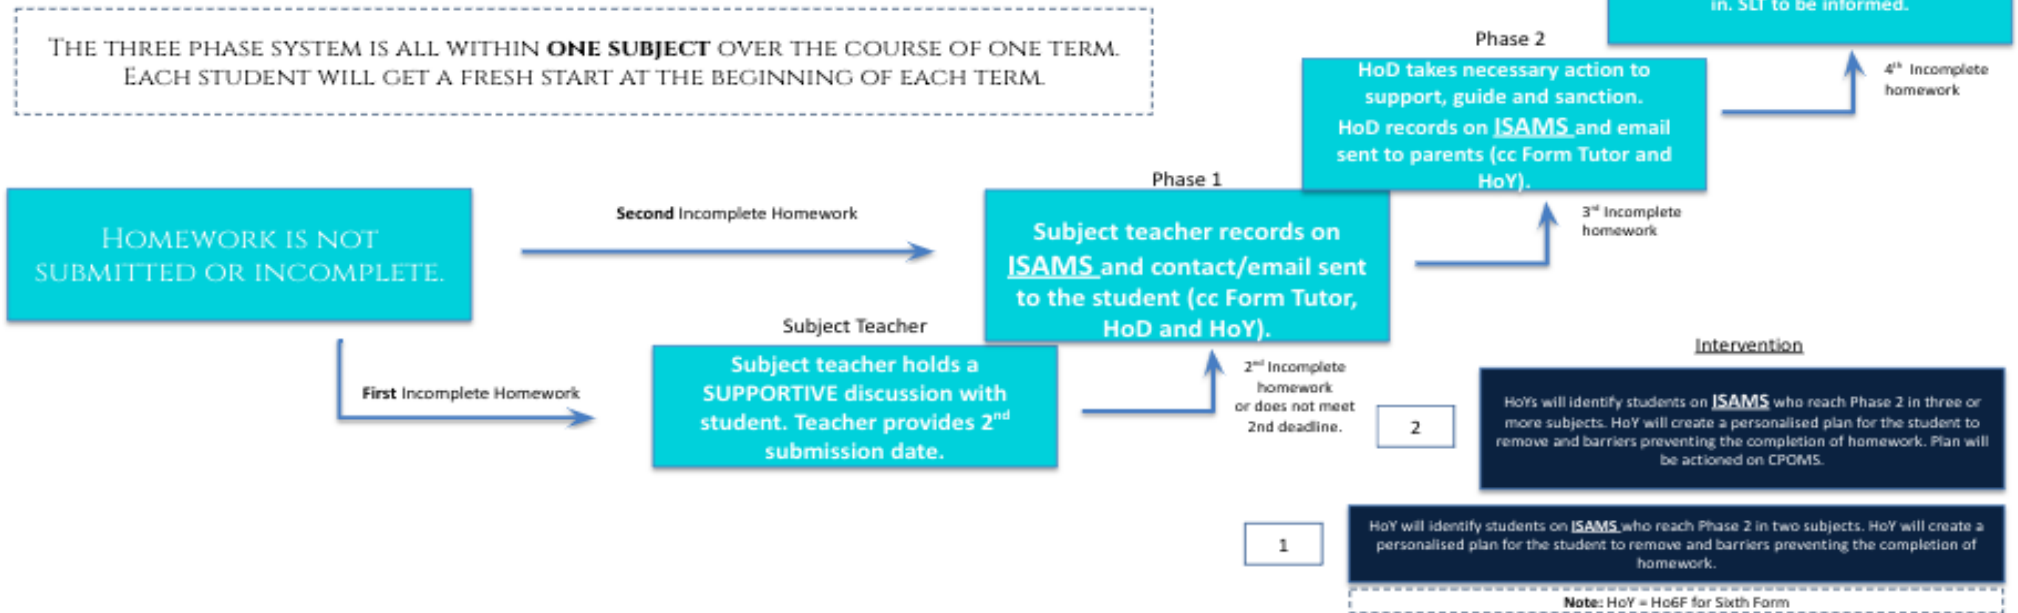 in. SLT to be informed.
THE THREE PHASE SYSTEM IS ALL WITHIN ONE SUBJECT OVER THE COURSE OF ONE TERM.
EACH STUDENT WILL GET A FRESH START AT THE BEGINNING OF EACH TERM.
Phase 2
HoD takes necessary action to
support, guide and sanction.
HoD records on ISAMS and email
sent to parents (cc Form Tutor and
HoY).
4th Incomplete
homework
Phase 1
Subject teacher records on
ISAMS and contact/email sent
to the student (cc Form Tutor,
HoD and HoY).
3rd Incomplete
homework
HOMEWORK IS NOT
SUBMITTED OR INCOMPLETE.
Second Incomplete Homework
First Incomplete Homework
Subject Teacher
Subject teacher holds a
SUPPORTIVE discussion with
student. Teacher provides 2nd
submission date.
2nd Incomplete
homework
or does not meet
2nd deadline.
Intervention
2
HoYs will identify students on ISAMS who reach Phase 2 in three or
more subjects. HoY will create a personalised plan for the student to
remove and barriers preventing the completion of homework. Plan will
be actioned on CPOMS.
1
HoY will identify students on ISAMS who reach Phase 2 in two subjects. HoY will create a
personalised plan for the student to remove and barriers preventing the completion of
homework.
Note: HoY = Ho6F for Sixth Form